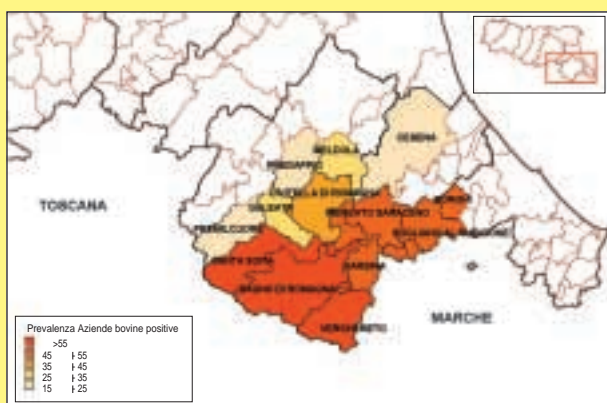 CESENA
MELDOLA
PREDAPPIO
CIVITELLA DI ROMAGNA
GALEATA
PREMILCUORE
MERCATO SARACENO
BORGHI
SOGLIANO AL RUBICONE
SANTA SOFIA
SARSINA
BAGNO DI ROMAGNA
VERGHERETO
TOSCANA
MARCHE
Prevalenza Aziende bovine positive
>55
45 ⊦ 55
35 ⊦ 45
25 ⊦ 35
15 ⊦ 25